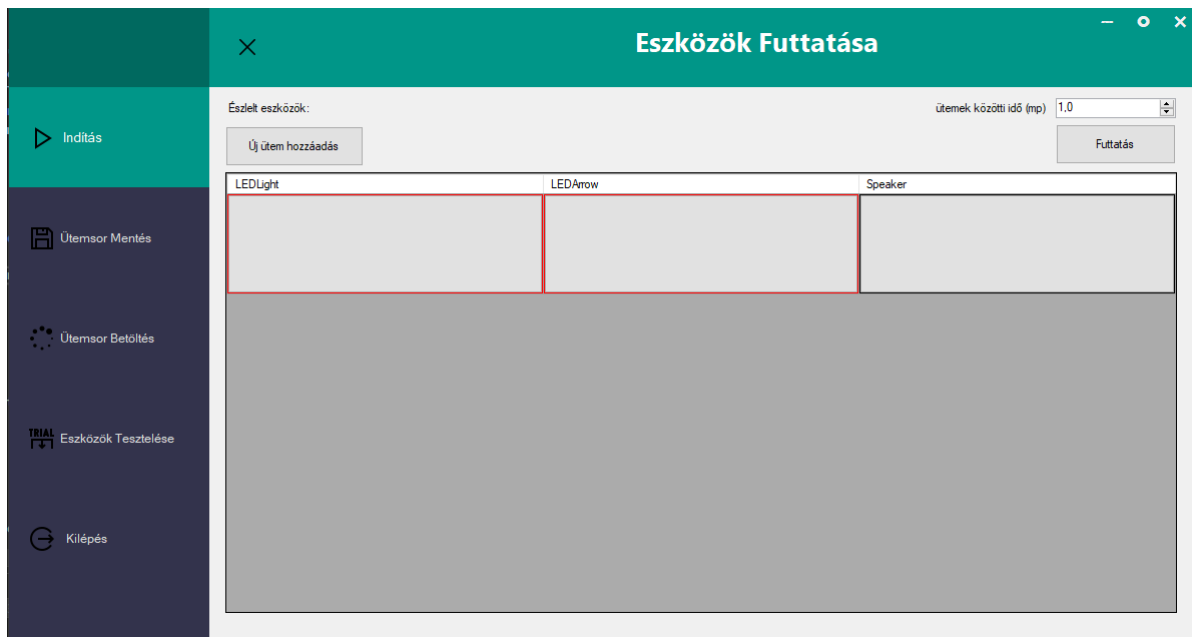 Eszközök Futtatása
Indítás
Ütemsor Mentés
Ütemsor Betöltés
TRIAL
Eszközök Tesztelése
Kilépés
Észlelt eszközök:
ütemek közötti idő (mp) 1,0
Új ütem hozzáadás
Futtatás
LEDLight LEDArrow Speaker